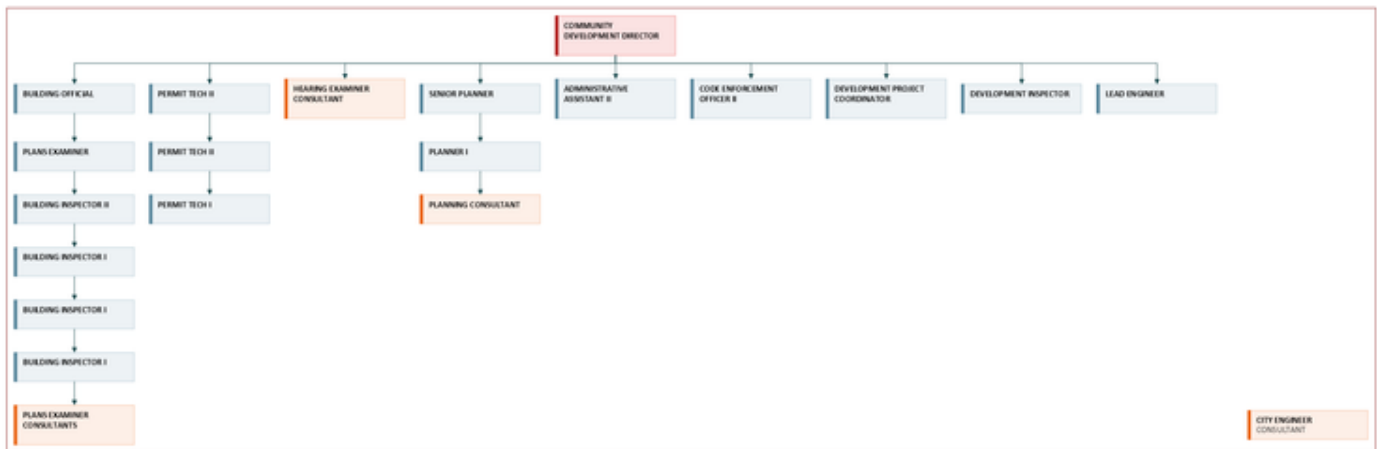 COMMUNITY
DEVELOPMENT DIRECTOR
BUILDING OFFICIAL
PERMIT TECH II
HEARING EXAMINER
CONSULTANT
SENIOR PLANNER
ADMINISTRATIVE
ASSISTANT II
CODE ENFORCEMENT
OFFICER II
DEVELOPMENT PROJECT
COORDINATOR
DEVELOPMENT INSPECTOR
LEAD ENGINEER
PLANS EXAMINER
PERMIT TECH II
PLANNER I
BUILDING INSPECTOR II
PERMIT TECH I
PLANNING CONSULTANT
BUILDING INSPECTOR I
BUILDING INSPECTOR I
BUILDING INSPECTOR I
PLANS EXAMINER
CONSULTANTS
CITY ENGINEER
CONSULTANT